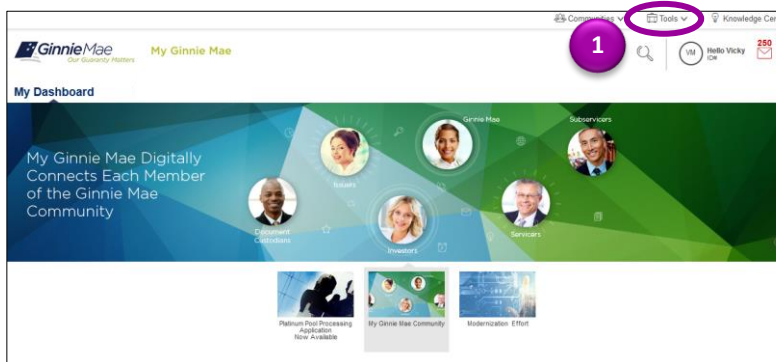 Communities
Tools
Knowledge Cen
1
GinnieMae
Our Guaranty Matters
My Ginnie Mae
VM
Hello Vicky
250
My Dashboard
My Ginnie Mae Digitally
Connects Each Member
of the Ginnie Mae
Community
Document
Custodians
Issuers
Investors
Ginnie Mae
Servicers
Subservicers
Platinum Pool Processing
Application
Now Available
My Ginnie Mae Community
Modernization Effort